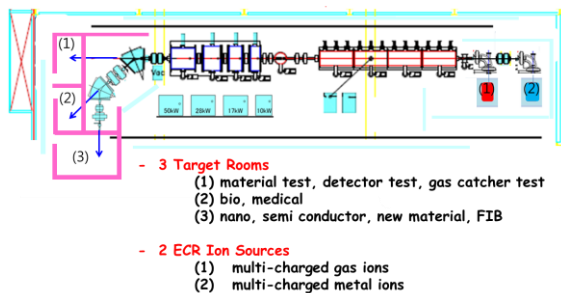 (1)
Vac
(1)
(2)
(2)
30kW 25kW 17kW 10kW
(3)
- 3 Target Rooms
(1) material test, detector test, gas catcher test
(2) bio, medical
(3) nano, semi conductor, new material, FIB
- 2 ECR Ion Sources
(1) multi-charged gas ions
(2) multi-charged metal ions